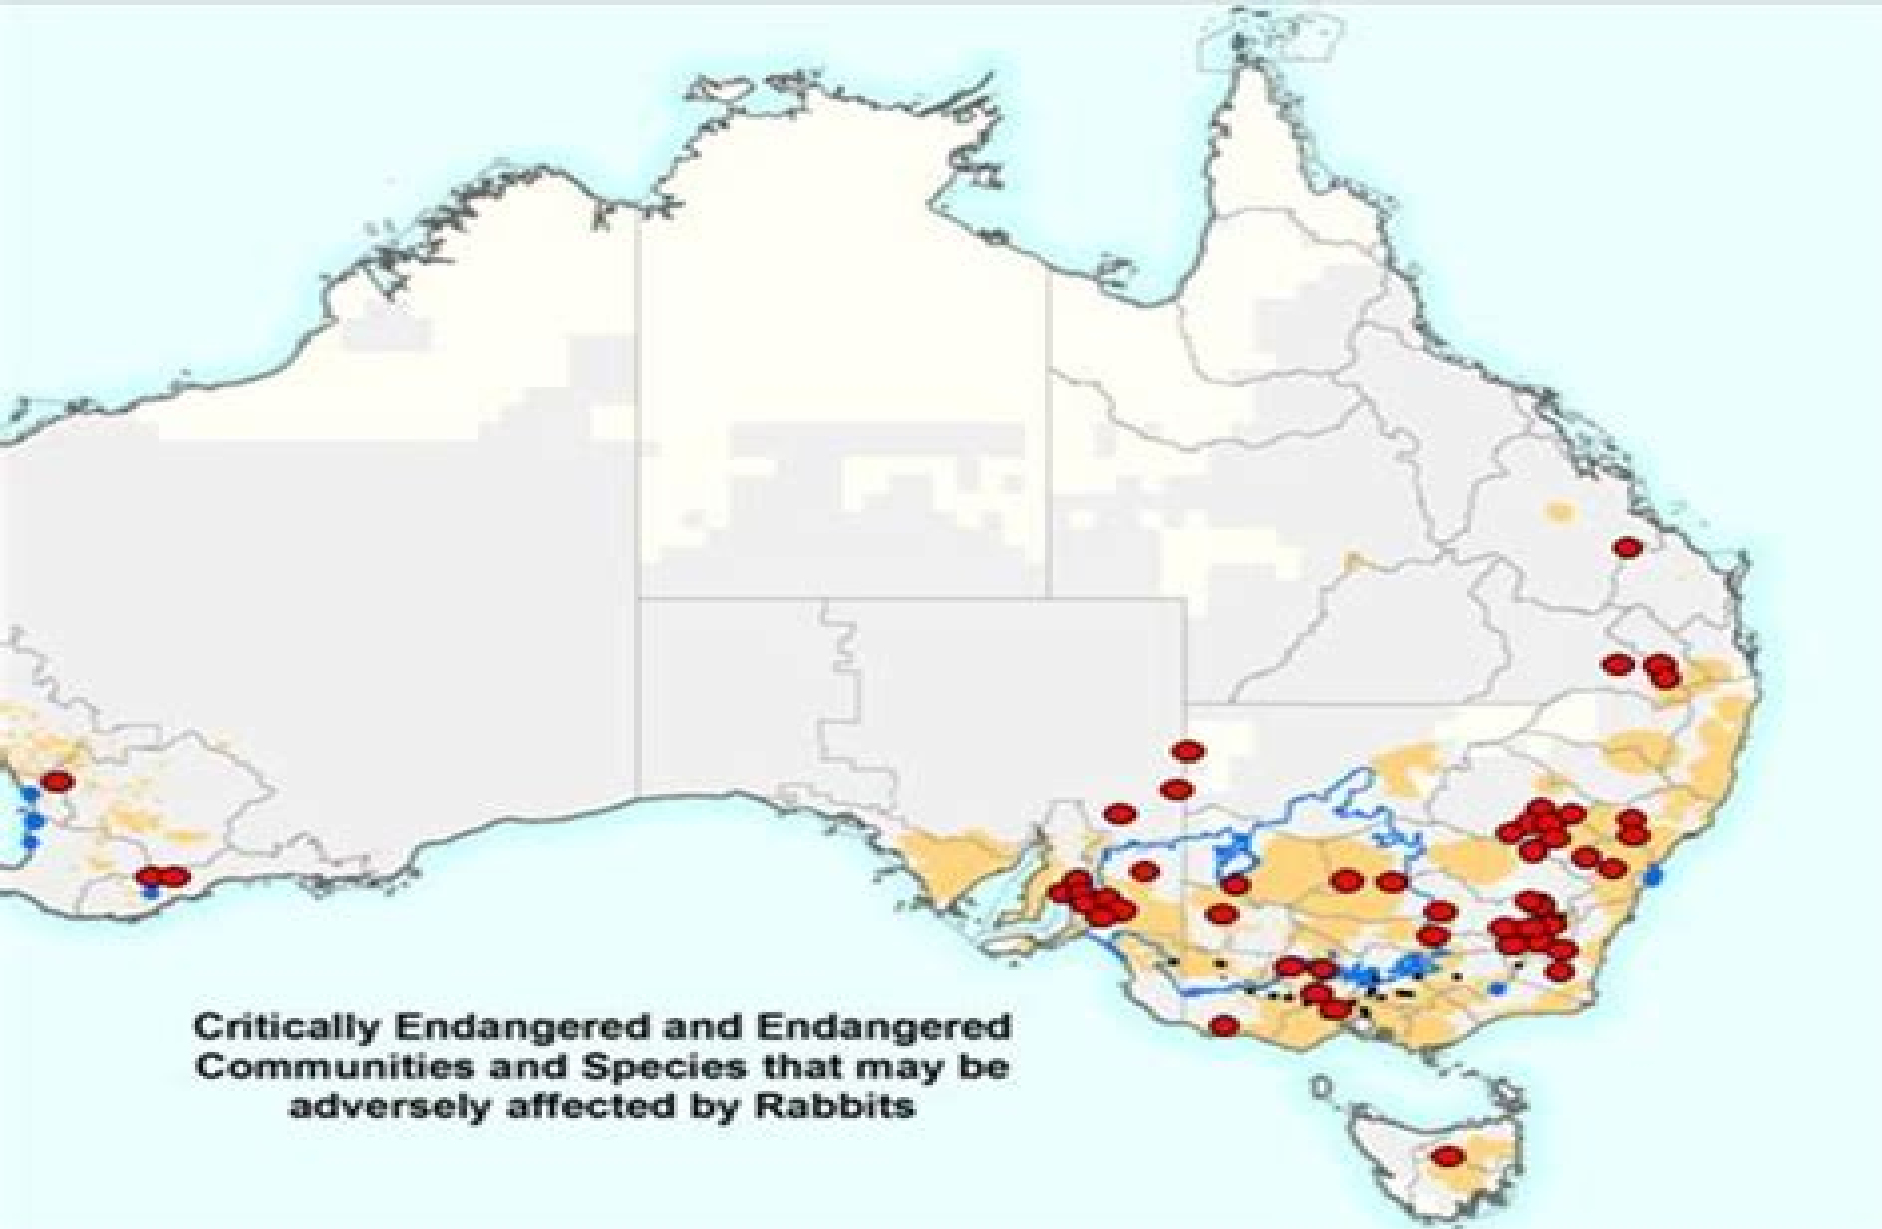 Critically Endangered and Endangered
Communities and Species that may be
adversely affected by Rabbits